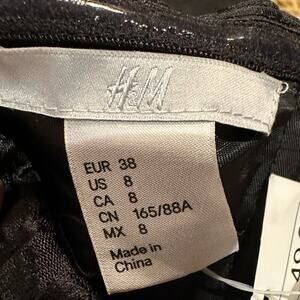 H&M
EUR 38
US 8
CA 8
CN 165/88A
MX 8
Made in
China